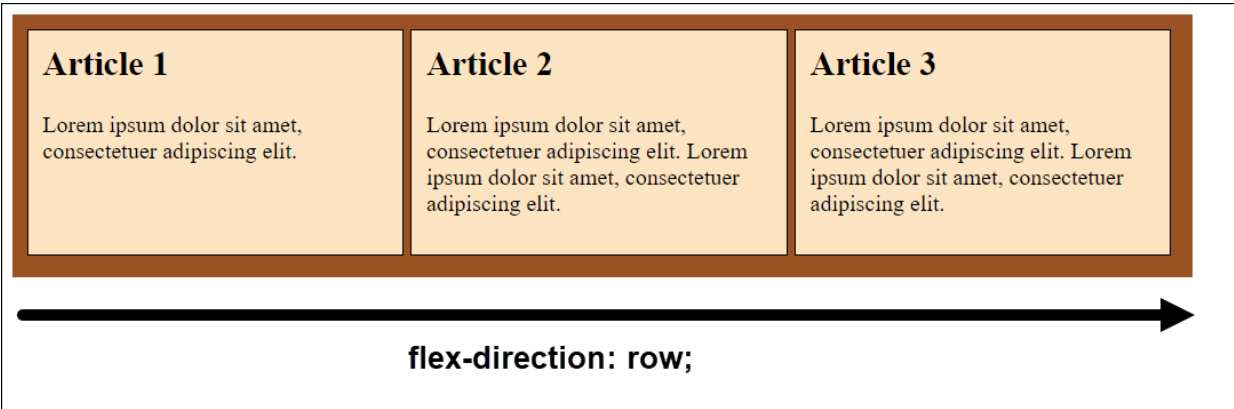 Article 1
Lorem ipsum dolor sit amet,
consectetuer adipiscing elit.
Article 2
Lorem ipsum dolor sit amet,
consectetuer adipiscing elit. Lorem
ipsum dolor sit amet, consectetuer
adipiscing elit.
Article 3
Lorem ipsum dolor sit amet,
consectetuer adipiscing elit. Lorem
ipsum dolor sit amet, consectetuer
adipiscing elit.
flex-direction: row;